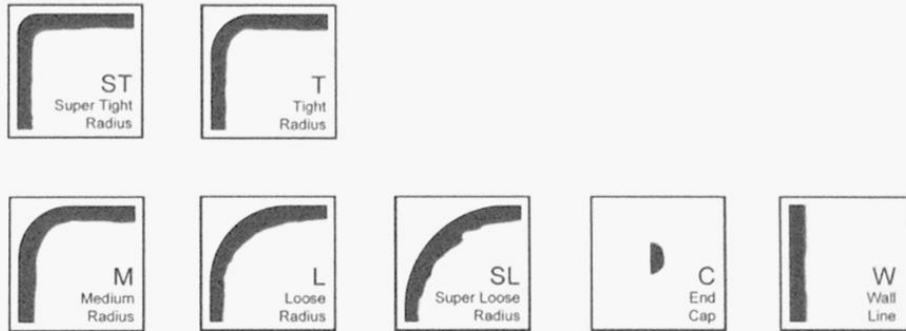 ST
Super Tight
Radius
T
Tight
Radius
M
Medium
Radius
L
Loose
Radius
SL
Super Loose
Radius
C
End
Cap
W
Wall
Line